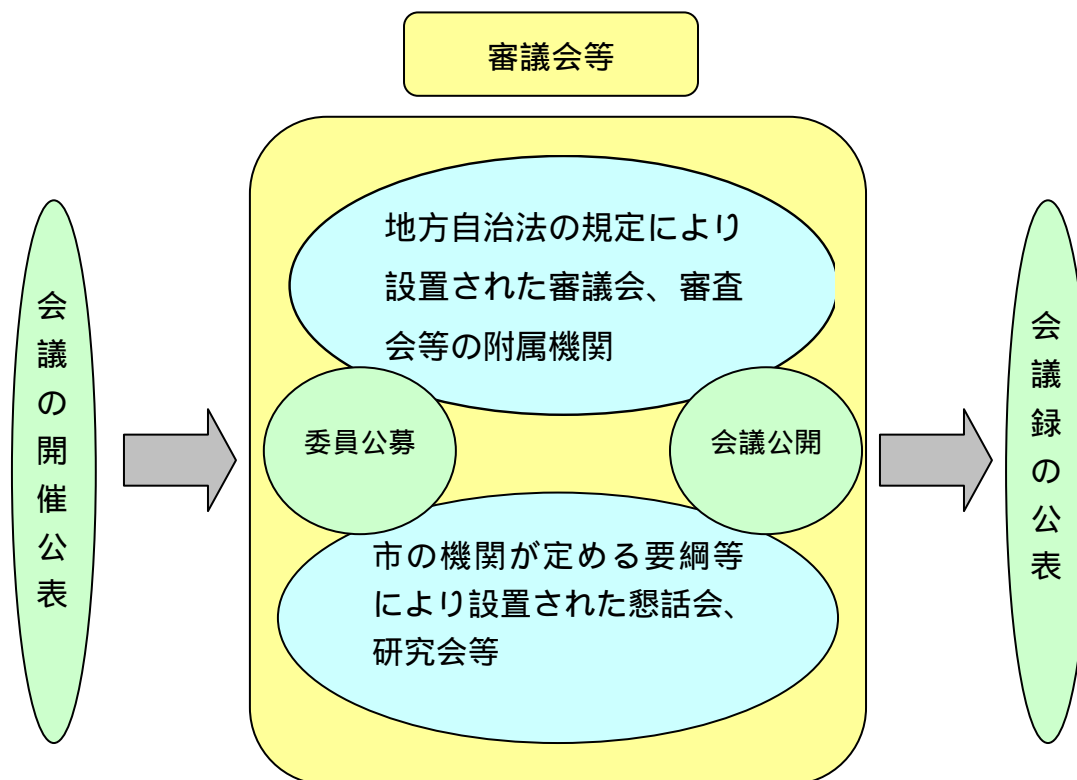 審議会等
会議の開催公表
地方自治法の規定により
設置された審議会、審査
会等の附属機関
委員公募
会議公開
市の機関が定める要綱等
により設置された懇話会、
研究会等
会議録の公表